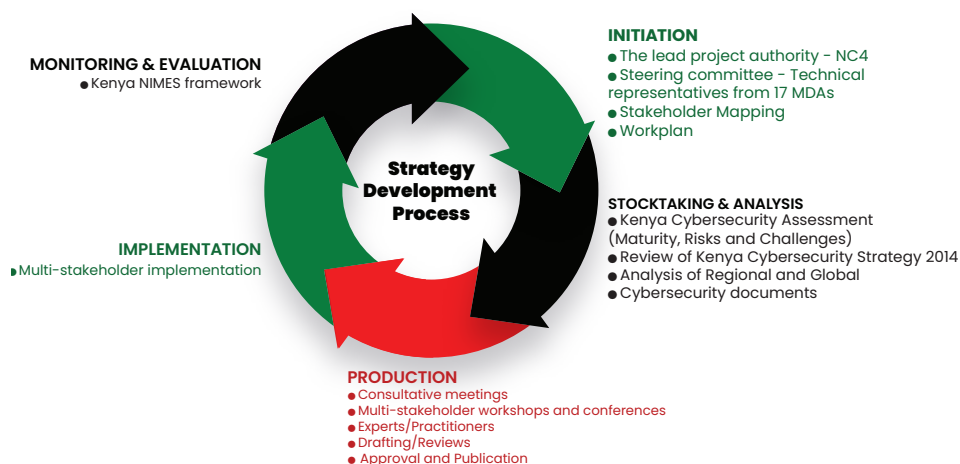 Strategy
Development
Process
INITIATION
● The lead project authority - NC4
● Steering committee - Technical
representatives from 17 MDAs
● Stakeholder Mapping
● Workplan
STOCKTAKING & ANALYSIS
● Kenya Cybersecurity Assessment
(Maturity, Risks and Challenges)
● Review of Kenya Cybersecurity Strategy 2014
● Analysis of Regional and Global
● Cybersecurity documents
PRODUCTION
● Consultative meetings
● Multi-stakeholder workshops and conferences
● Experts/Practitioners
● Drafting/Reviews
● Approval and Publication
IMPLEMENTATION
● Multi-stakeholder implementation
MONITORING & EVALUATION
● Kenya NIMES framework